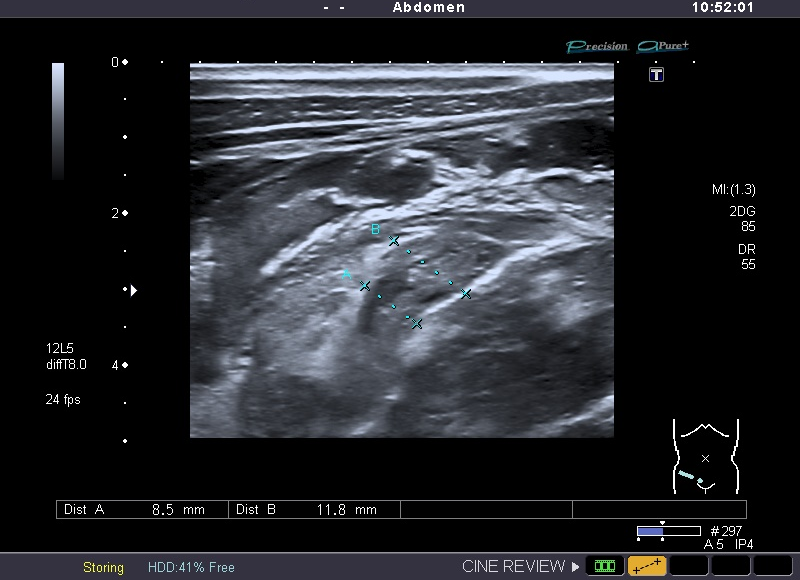 - - Abdomen 10:52:01
Precision APure+
T
0
MI:(1.3)
2DG
85
DR
55
2
B
A
12L5
diffT8.0
4
24 fps
Dist A 8.5 mm Dist B 11.8 mm
#297
A 5 IP4
Storing HDD:41% Free CINE REVIEW